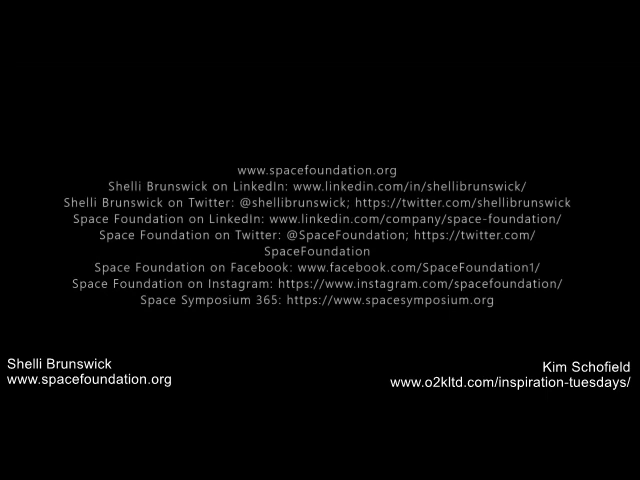 www.spacefoundation.org
Shelli Brunswick on LinkedIn: www.linkedin.com/in/shellibrunswick/
Shelli Brunswick on Twitter: @shellibrunswick; https://twitter.com/shellibrunswick
Space Foundation on LinkedIn: www.linkedin.com/company/space-foundation/
Space Foundation on Twitter: @SpaceFoundation; https://twitter.com/
SpaceFoundation
Space Foundation on Facebook: www.facebook.com/SpaceFoundation1/
Space Foundation on Instagram: https://www.instagram.com/spacefoundation/
Space Symposium 365: https://www.spacesymposium.org
Shelli Brunswick
www.spacefoundation.org
Kim Schofield
www.o2kltd.com/inspiration-tuesdays/